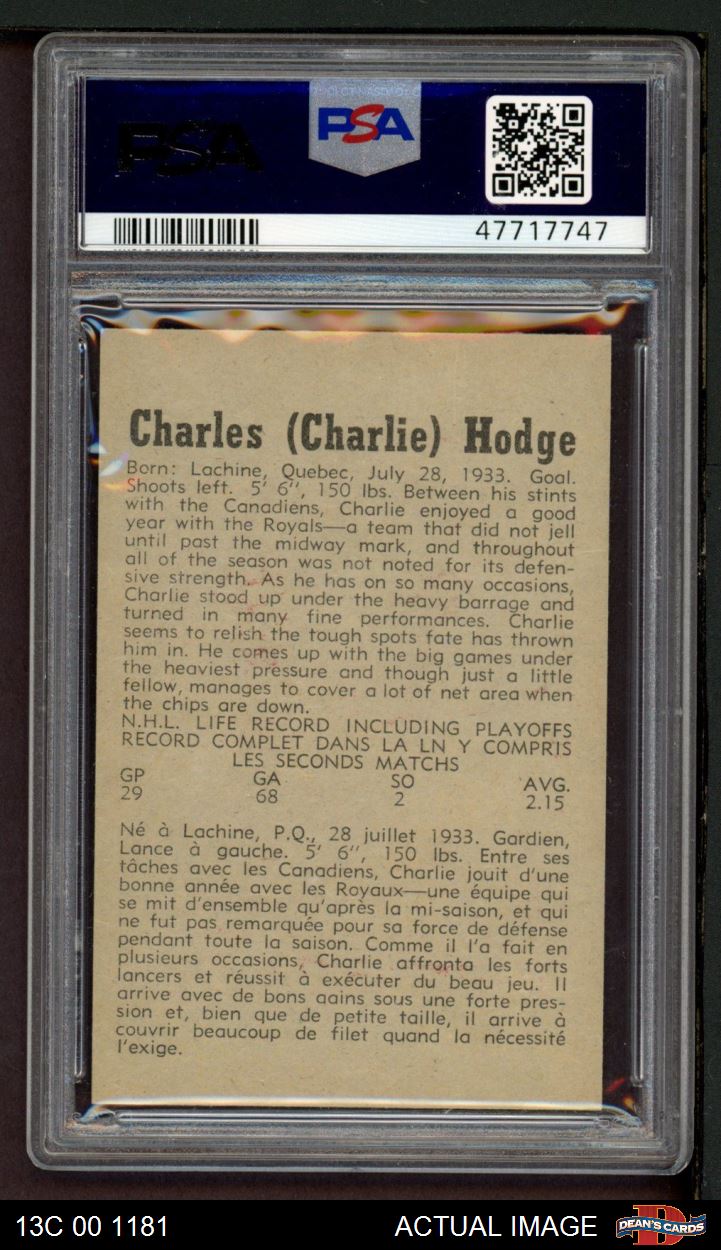 PSA
PSA
47717747
Charles (Charlie) Hodge
Born: Lachine, Quebec, July 28, 1933. Goal.
Shoots left. 5' 6'', 150 lbs. Between his stints
with the Canadiens, Charlie enjoyed a good
year with the Royals—a team that did not jell
until past the midway mark, and throughout
all of the season was not noted for its defen-
sive strength. As he has on so many occasions,
Charlie stood up under the heavy barrage and
turned in many fine performances. Charlie
seems to relish the tough spots fate has thrown
him in. He comes up with the big games under
the heaviest pressure and though just a little
fellow, manages to cover a lot of net area when
the chips are down.
N.H.L. LIFE RECORD INCLUDING PLAYOFFS
RECORD COMPLET DANS LA LN Y COMPRIS
LES SECONDS MATCHS
GP GA SO AVG.
29 68 2 2.15
Né à Lachine, P.Q., 28 juillet 1933. Gardien,
Lance à gauche. 5' 6'', 150 lbs. Entre ses
tâches avec les Canadiens, Charlie jouit d'une
bonne année avec les Royaux—une équipe qui
se mit d'ensemble qu'après la mi-saison, et qui
ne fut pas remarquée pour sa force de défense
pendant toute la saison. Comme il l'a fait en
plusieurs occasions, Charlie affronta les forts
lancers et réussit à exécuter du beau jeu. Il
arrive avec de bons gains sous une forte pres-
sion et, bien que de petite taille, il arrive à
couvrir beaucoup de filet quand la nécessité
l'exige.
13C 00 1181
ACTUAL IMAGE
DEAN'S CARDS